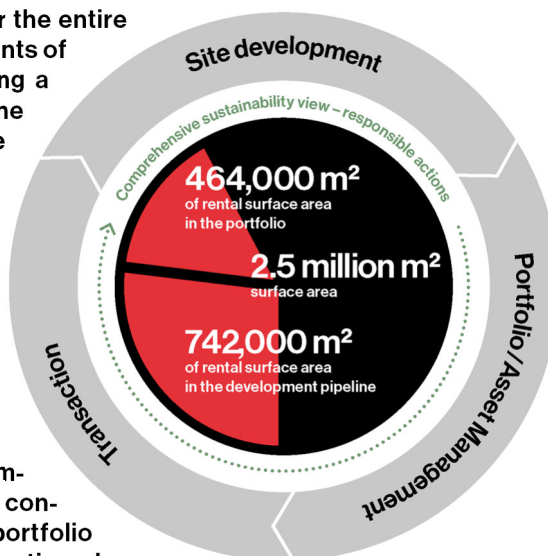 r the entire
nts of
ng a
ne
e
Site development
Comprehensive sustainability view – responsible actions
464,000 m²
of rental surface area
in the portfolio
2.5 million m²
surface area
742,000 m²
of rental surface area
in the development pipeline
Portfolio/Asset Management
Transaction
m-
con-
portfolio